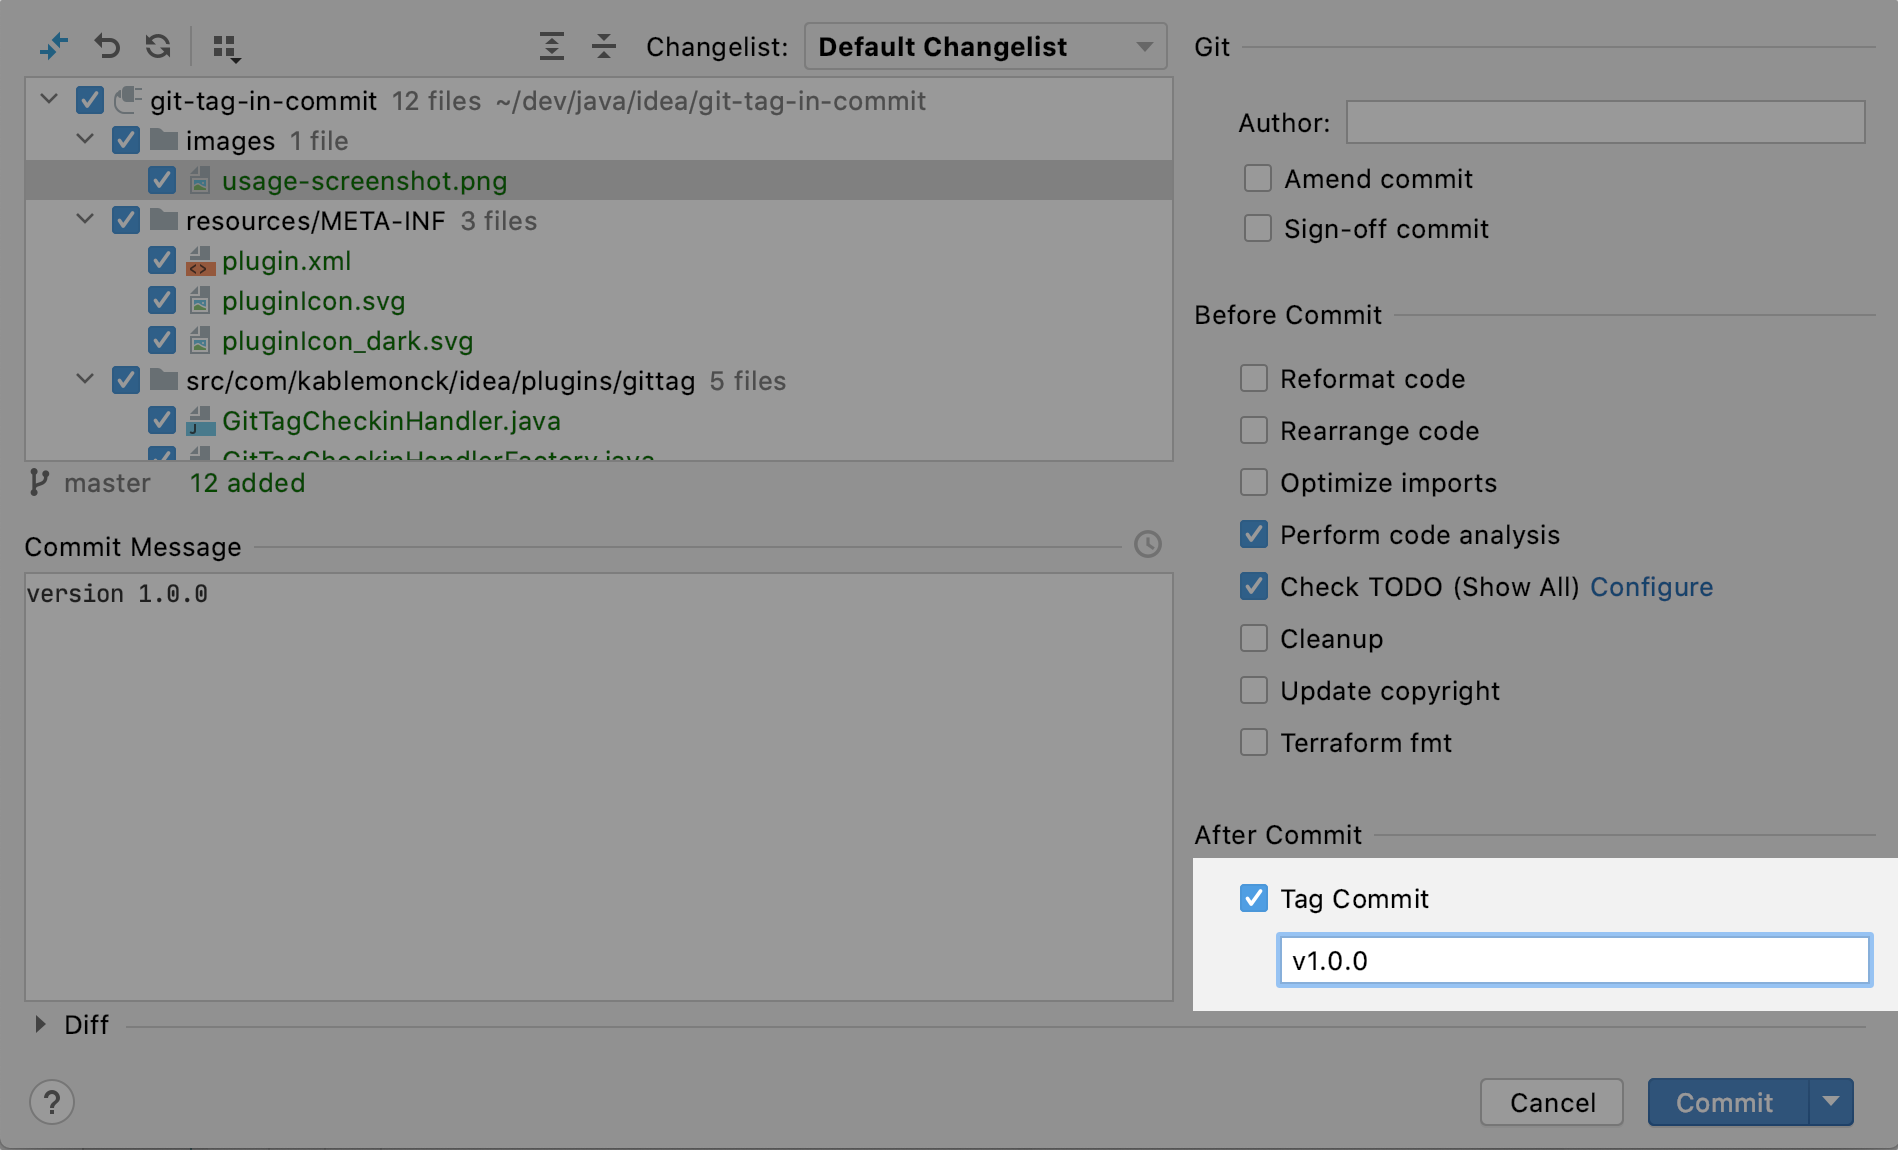 Changelist: Default Changelist
git-tag-in-commit 12 files ~/dev/java/idea/git-tag-in-commit
images 1 file
usage-screenshot.png
resources/META-INF 3 files
plugin.xml
pluginIcon.svg
pluginIcon_dark.svg
src/com/kablemonck/idea/plugins/gittag 5 files
GitTagCheckinHandler.java
GitTagCheckinHandlerFactory.java
master 12 added
Commit Message
version 1.0.0
Diff
?
Git
Author:
Amend commit
Sign-off commit
Before Commit
Reformat code
Rearrange code
Optimize imports
Perform code analysis
Check TODO (Show All) Configure
Cleanup
Update copyright
Terraform fmt
After Commit
Tag Commit
v1.0.0
Cancel Commit